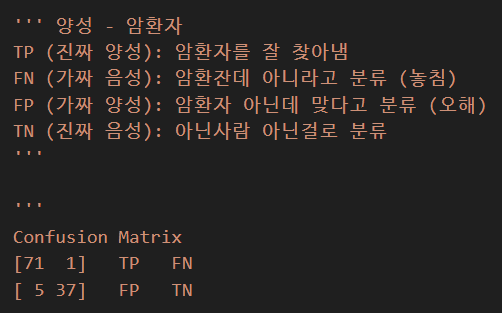 ''' 양성 - 암환자
TP (진짜 양성): 암환자를 잘 찾아냄
FN (가짜 음성): 암환잔데 아니라고 분류 (놓침)
FP (가짜 양성): 암환자 아닌데 맞다고 분류 (오해)
TN (진짜 음성): 아닌사람 아닌걸로 분류
'''
'''
Confusion Matrix
[71  1]   TP   FN
[ 5 37]   FP   TN